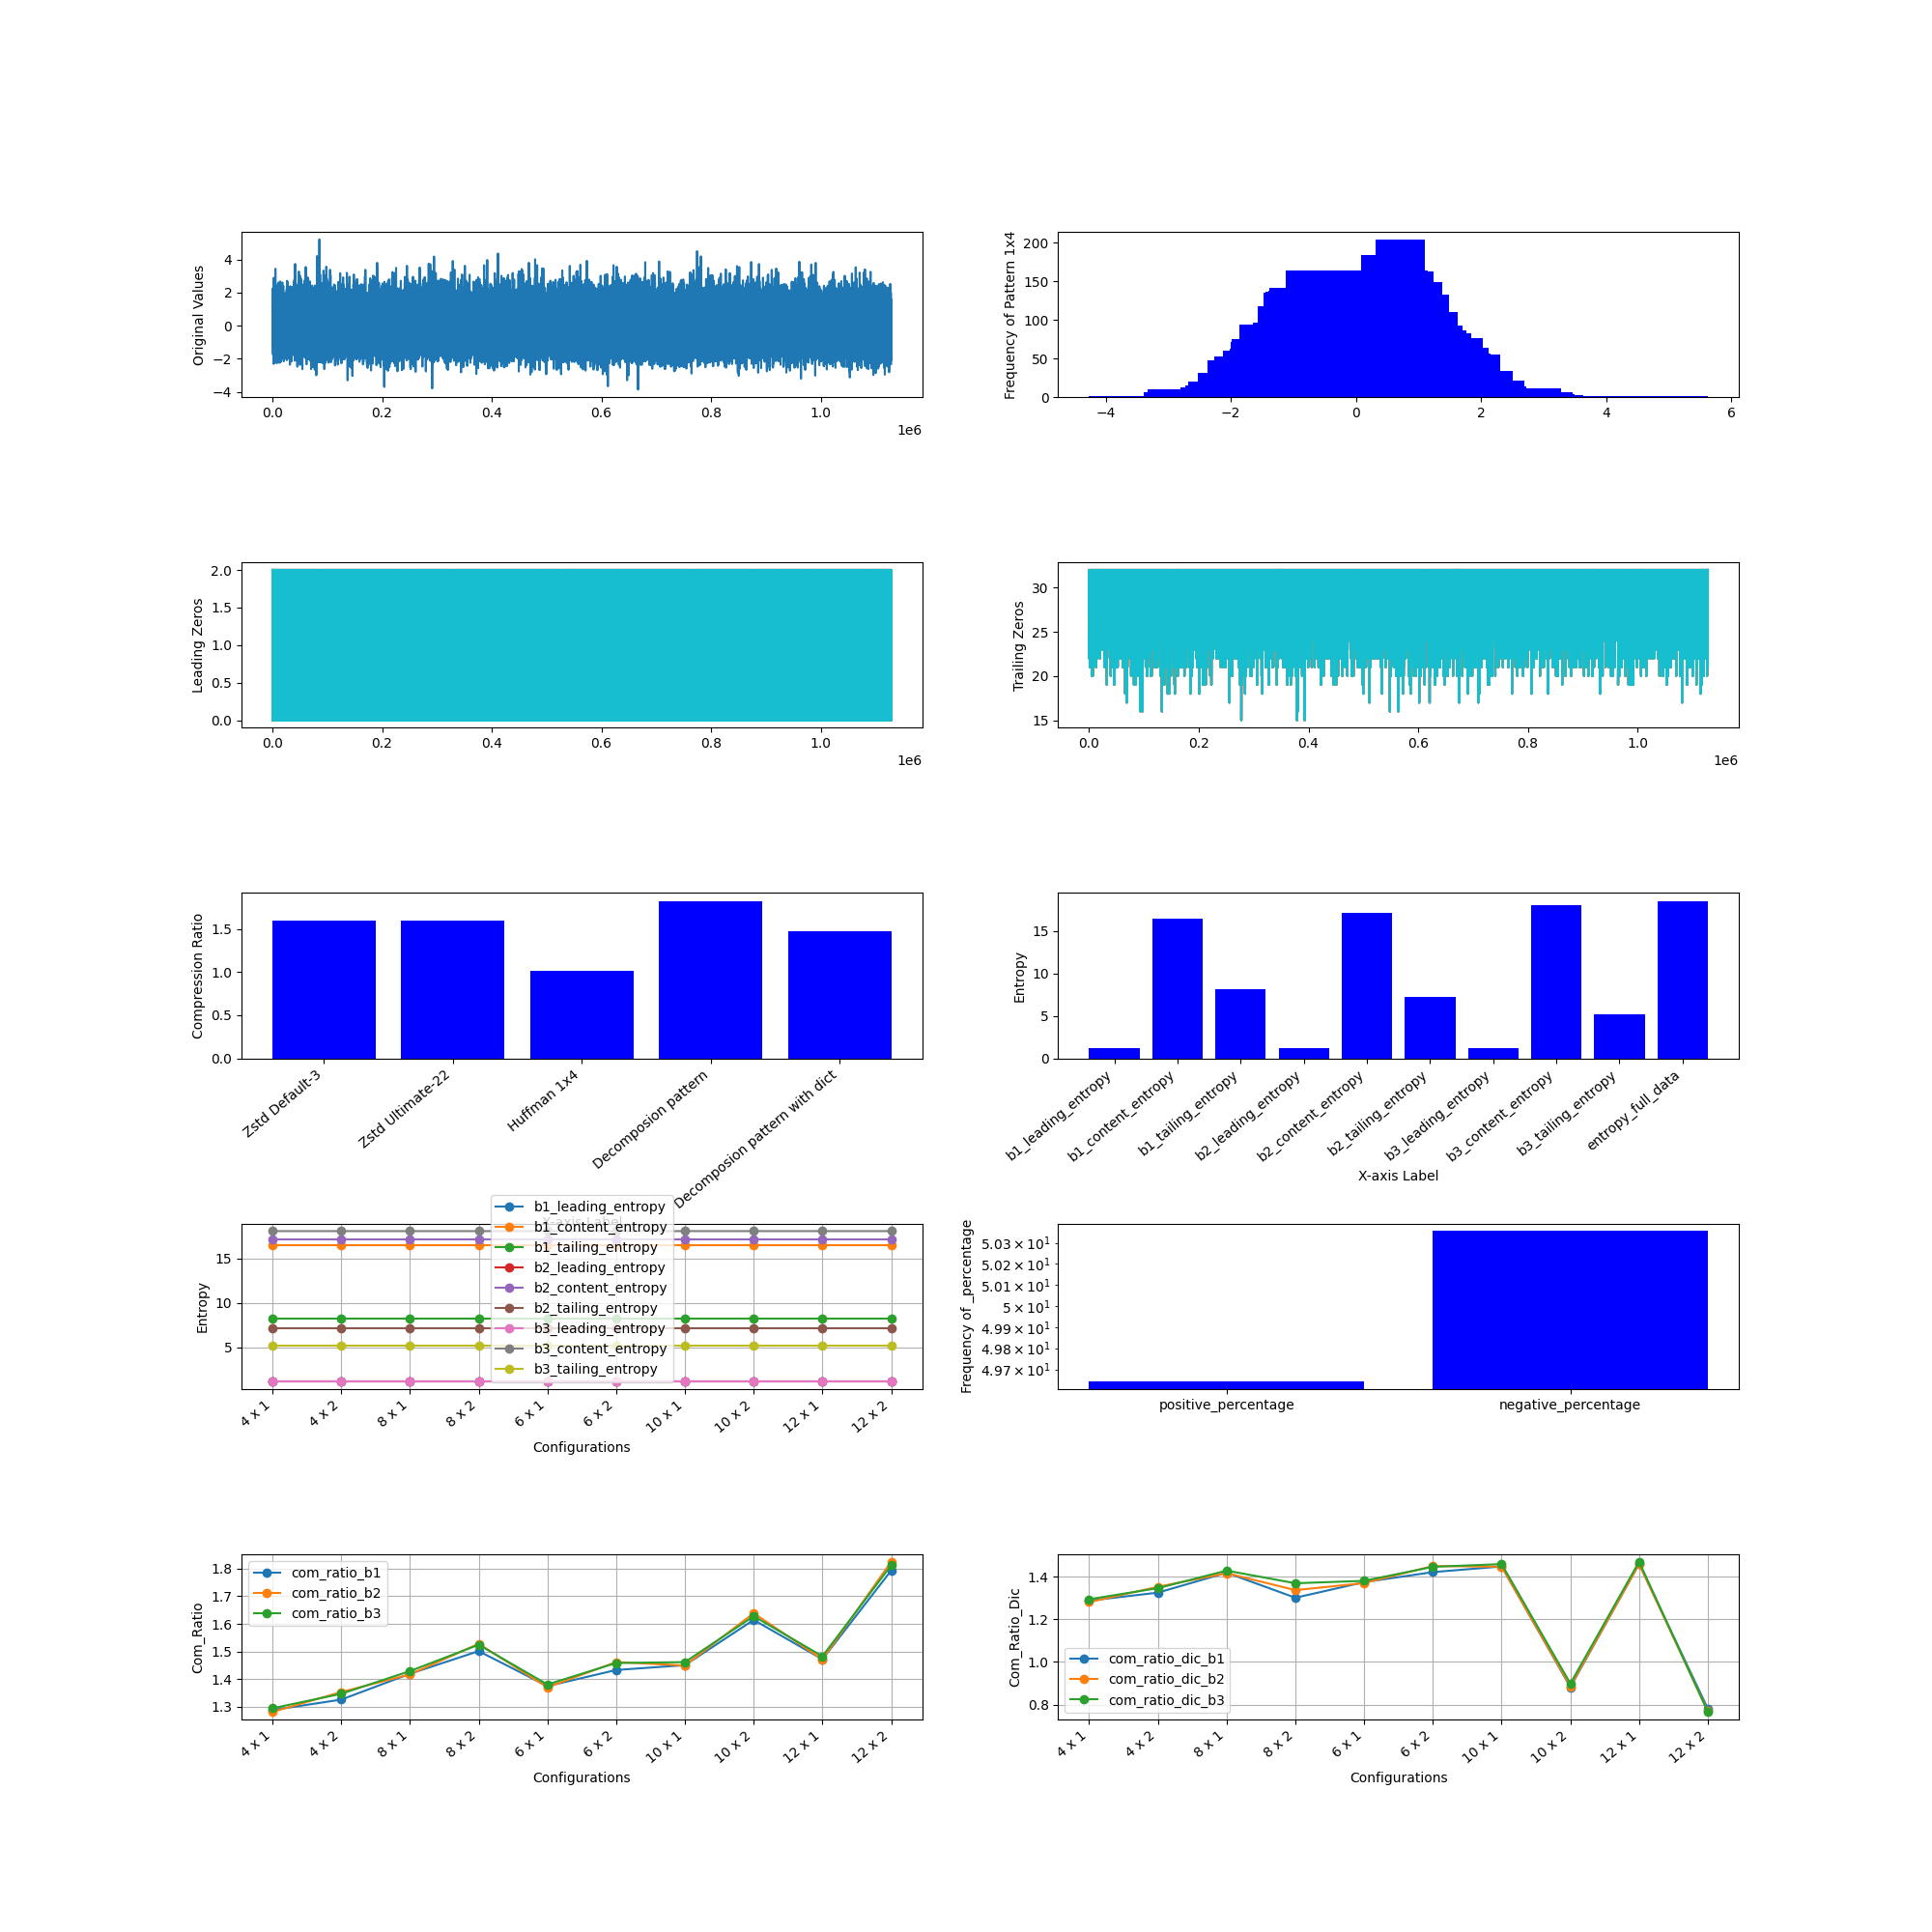 Original Values
4
2
0
−2
−4
0.0 0.2 0.4 0.6 0.8 1.0
1e6
Frequency of Pattern 1x4
200
150
100
50
0
−4 −2 0 2 4 6
Leading Zeros
2.0
1.5
1.0
0.5
0.0
0.0 0.2 0.4 0.6 0.8 1.0
1e6
Trailing Zeros
30
25
20
15
0.0 0.2 0.4 0.6 0.8 1.0
1e6
Compression Ratio
1.5
1.0
0.5
0.0
Zstd Default-3
Zstd Ultimate-22
Huffman 1x4
Decomposion pattern
Decomposion pattern with dict
X-axis Label
Entropy
15
10
5
0
b1_leading_entropy
b1_content_entropy
b1_tailing_entropy
b2_leading_entropy
b2_content_entropy
b2_tailing_entropy
b3_leading_entropy
b3_content_entropy
b3_tailing_entropy
entropy_full_data
X-axis Label
Entropy
15
10
5
b1_leading_entropy
b1_content_entropy
b1_tailing_entropy
b2_leading_entropy
b2_content_entropy
b2_tailing_entropy
b3_leading_entropy
b3_content_entropy
b3_tailing_entropy
4 x 1
4 x 2
8 x 1
8 x 2
6 x 1
6 x 2
10 x 1
10 x 2
12 x 1
12 x 2
Configurations
Frequency of _percentage
5.03 × 10¹
5.02 × 10¹
5.01 × 10¹
5 × 10¹
4.99 × 10¹
4.98 × 10¹
4.97 × 10¹
positive_percentage negative_percentage
Com_Ratio
1.8
1.7
1.6
1.5
1.4
1.3
com_ratio_b1
com_ratio_b2
com_ratio_b3
4 x 1
4 x 2
8 x 1
8 x 2
6 x 1
6 x 2
10 x 1
10 x 2
12 x 1
12 x 2
Configurations
Com_Ratio_Dic
1.4
1.2
1.0
0.8
com_ratio_dic_b1
com_ratio_dic_b2
com_ratio_dic_b3
4 x 1
4 x 2
8 x 1
8 x 2
6 x 1
6 x 2
10 x 1
10 x 2
12 x 1
12 x 2
Configurations